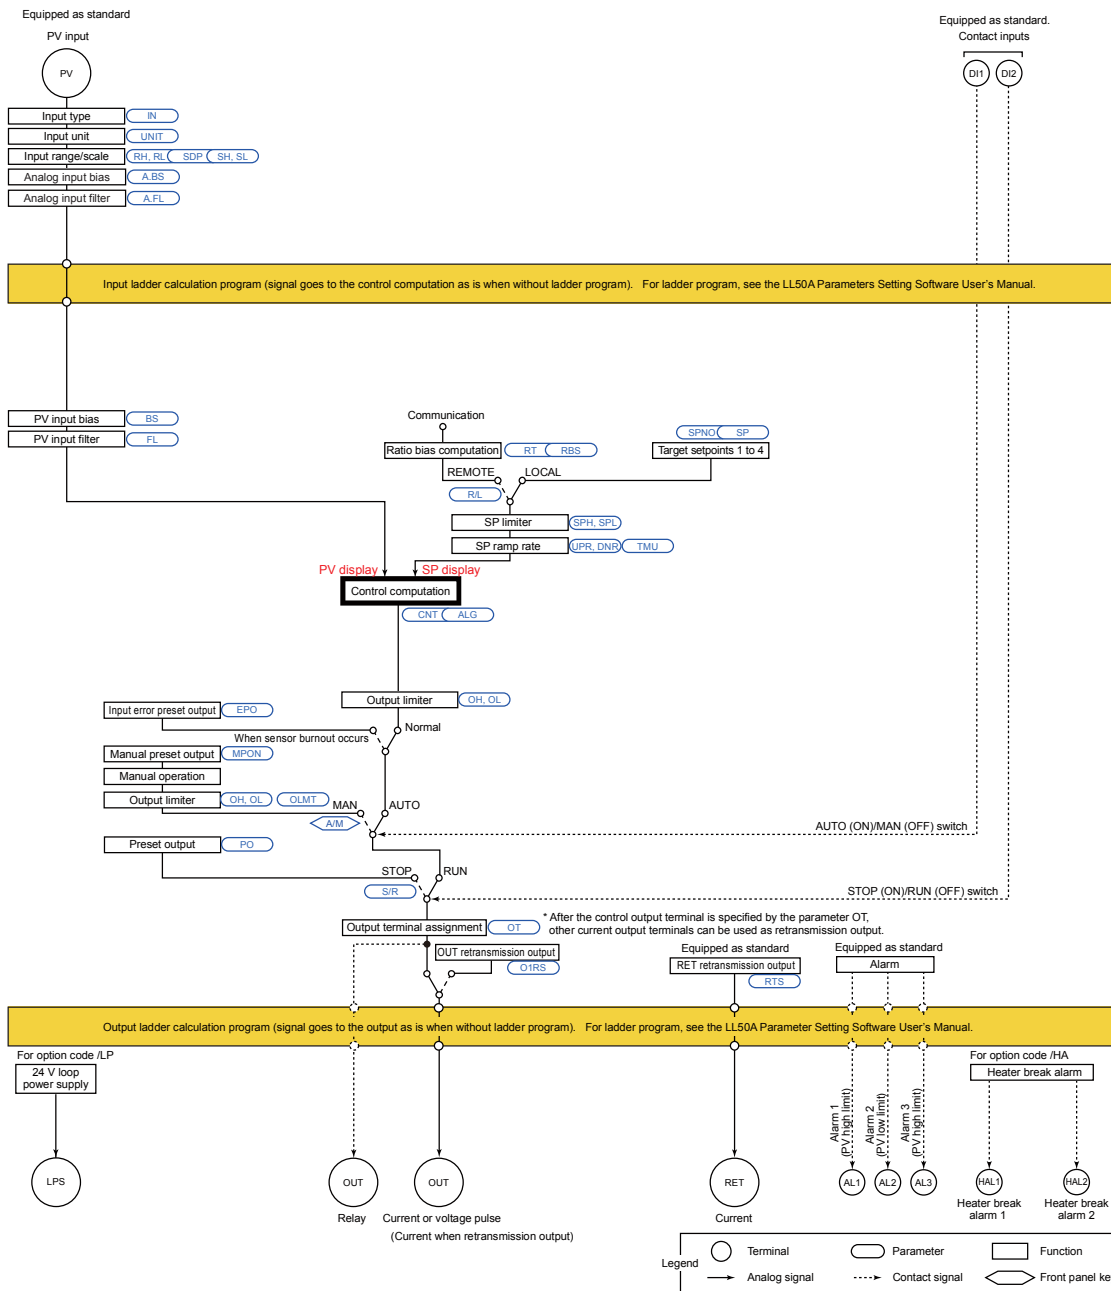 Equipped as standard
PV input
PV
Equipped as standard.
Contact inputs
DI1
DI2
Input type
IN
Input unit
UNIT
Input range/scale
RH, RL
SDP
SH, SL
Analog input bias
A.BS
Analog input filter
A.FL
Input ladder calculation program (signal goes to the control computation as is when without ladder program).   For ladder program, see the LL50A Parameters Setting Software User's Manual.
PV input bias
BS
PV input filter
FL
Communication
Ratio bias computation
RT
RBS
SPNO
SP
Target setpoints 1 to 4
REMOTE
LOCAL
R/L
SP limiter
SPH, SPL
SP ramp rate
UPR, DNR
TMU
PV display
SP display
Control computation
CNT
ALG
Output limiter
OH, OL
Input error preset output
EPO
Normal
When sensor burnout occurs
Manual preset output
MPON
Manual operation
Output limiter
OH, OL
OLMT
MAN
AUTO
A/M
AUTO (ON)/MAN (OFF) switch
Preset output
PO
STOP
RUN
S/R
STOP (ON)/RUN (OFF) switch
Output terminal assignment
OT
* After the control output terminal is specified by the parameter OT,
other current output terminals can be used as retransmission output.
OUT retransmission output
O1RS
Equipped as standard
RET retransmission output
RTS
Equipped as standard
Alarm
Output ladder calculation program (signal goes to the output as is when without ladder program).   For ladder program, see the LL50A Parameter Setting Software User's Manual.
For option code /LP
24 V loop
power supply
For option code /HA
Heater break alarm
Alarm 1
(PV high limit)
Alarm 2
(PV low limit)
Alarm 3
(PV high limit)
LPS
OUT
OUT
RET
AL1
AL2
AL3
HAL1
HAL2
Relay
Current or voltage pulse
(Current when retransmission output)
Current
Heater break
alarm 1
Heater break
alarm 2
Legend
Terminal
Parameter
Function
Analog signal
Contact signal
Front panel key